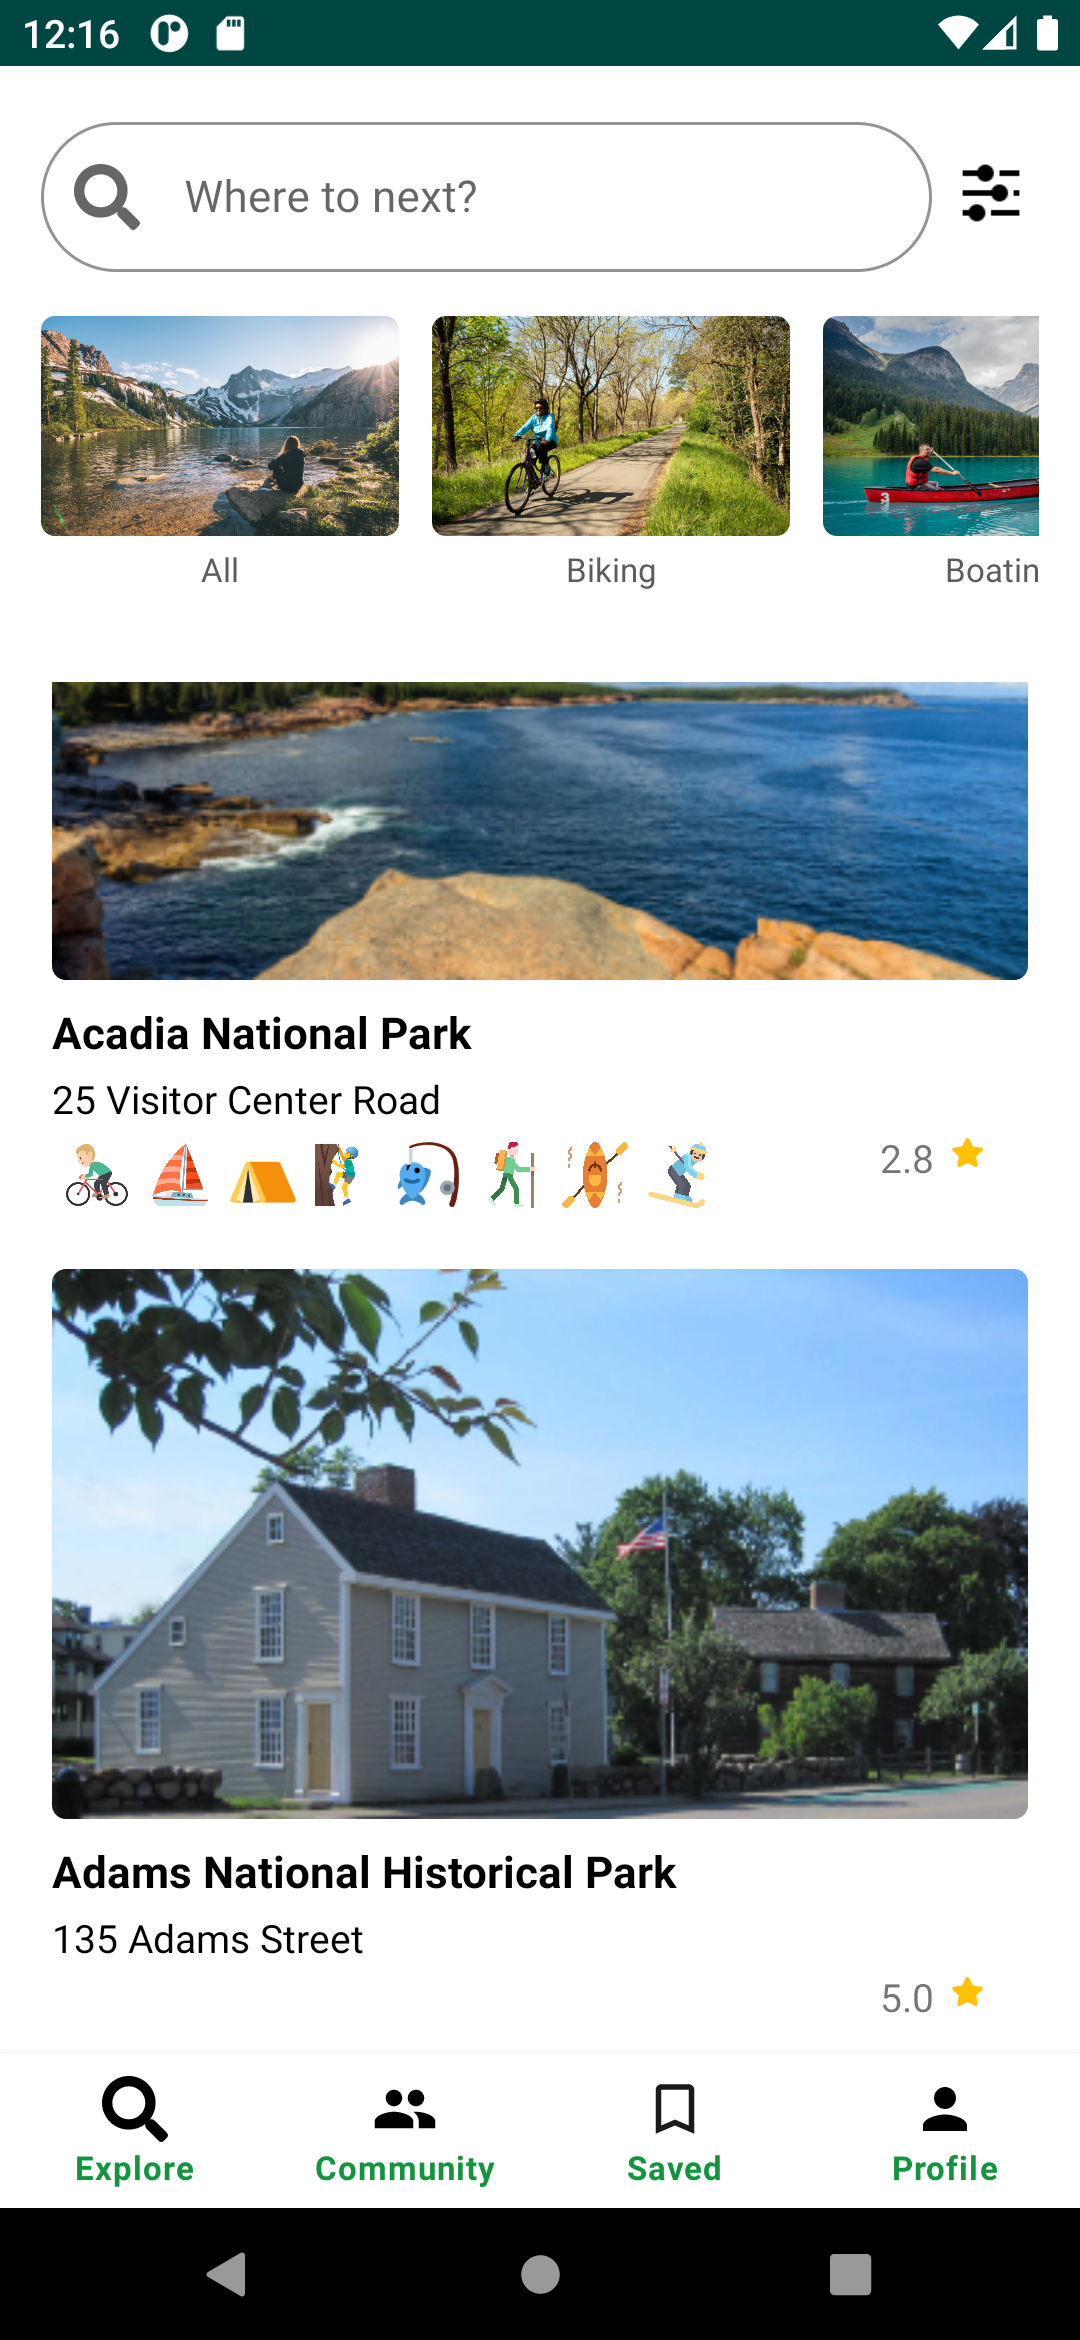 12:16
Where to next?
All
Biking
Boatin
3
Acadia National Park
25 Visitor Center Road
2.8
Adams National Historical Park
135 Adams Street
5.0
Explore
Community
Saved
Profile